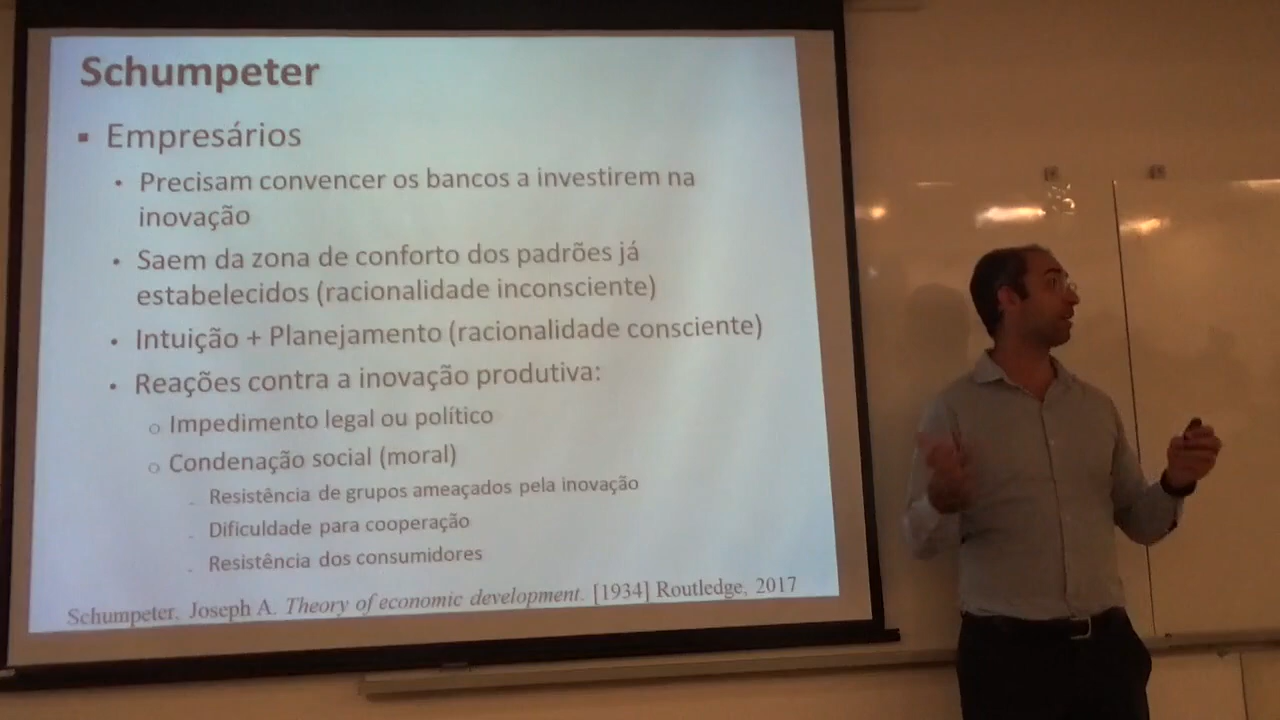 Schumpeter
▪ Empresários
• Precisam convencer os bancos a investirem na
inovação
• Saem da zona de conforto dos padrões já
estabelecidos (racionalidade inconsciente)
• Intuição + Planejamento (racionalidade consciente)
• Reações contra a inovação produtiva:
○ Impedimento legal ou político
○ Condenação social (moral)
- Resistência de grupos ameaçados pela inovação
- Dificuldade para cooperação
- Resistência dos consumidores
Schumpeter, Joseph A. Theory of economic development. [1934] Routledge, 2017